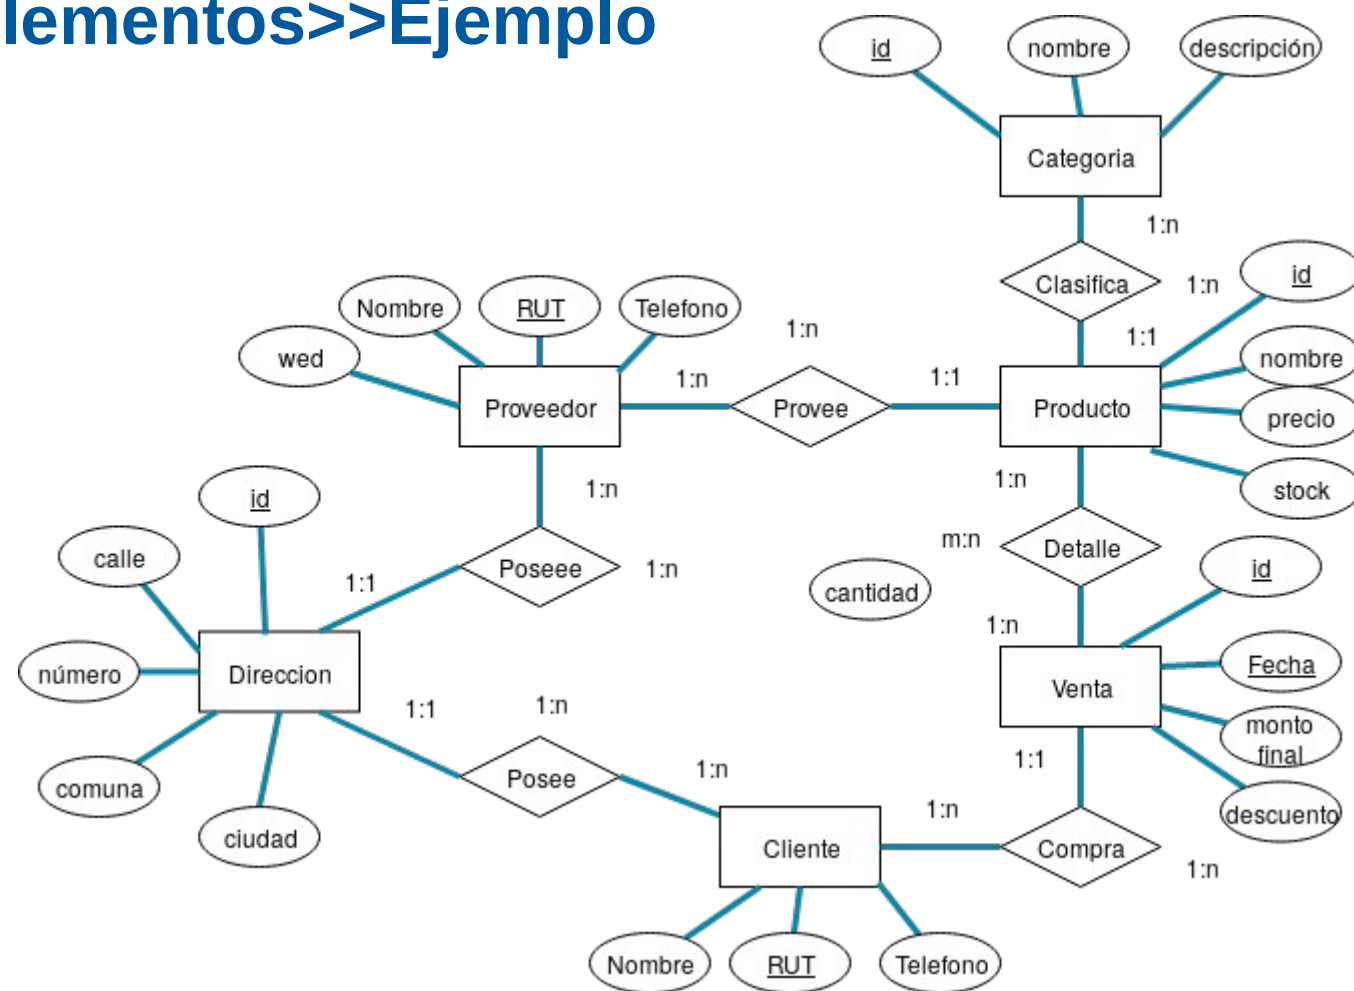 lementos>>Ejemplo
id
nombre
descripción
Categoria
1:n
Clasifica
1:n
id
1:1
Nombre
RUT
Telefono
wed
1:n
nombre
Proveedor
1:n
Provee
1:1
Producto
precio
stock
1:n
1:n
id
calle
1:1
Poseee
1:n
m:n
Detalle
id
cantidad
1:n
número
Direccion
Venta
Fecha
monto
final
1:1
1:n
1:1
comuna
Posee
1:n
1:n
descuento
ciudad
Cliente
Compra
1:n
Nombre
RUT
Telefono